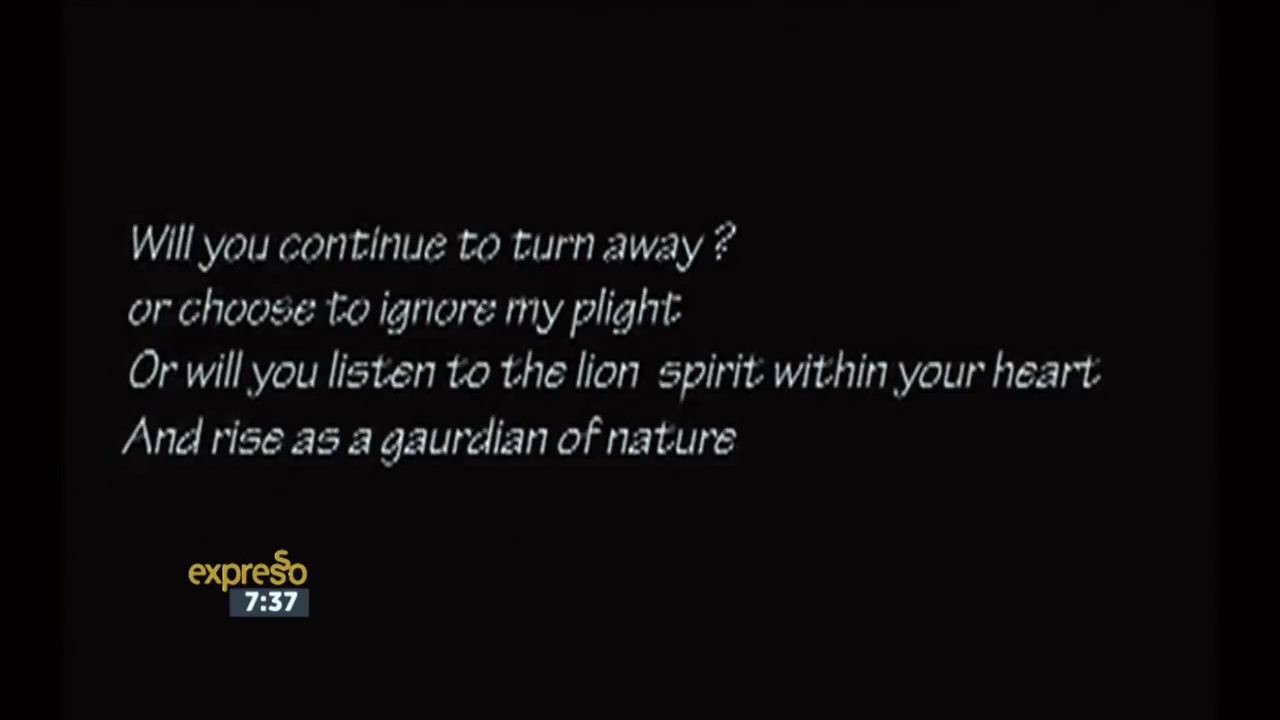 Will you continue to turn away ?
or choose to ignore my plight
Or will you listen to the lion spirit within your heart
And rise as a gaurdian of nature
expresso
7:37